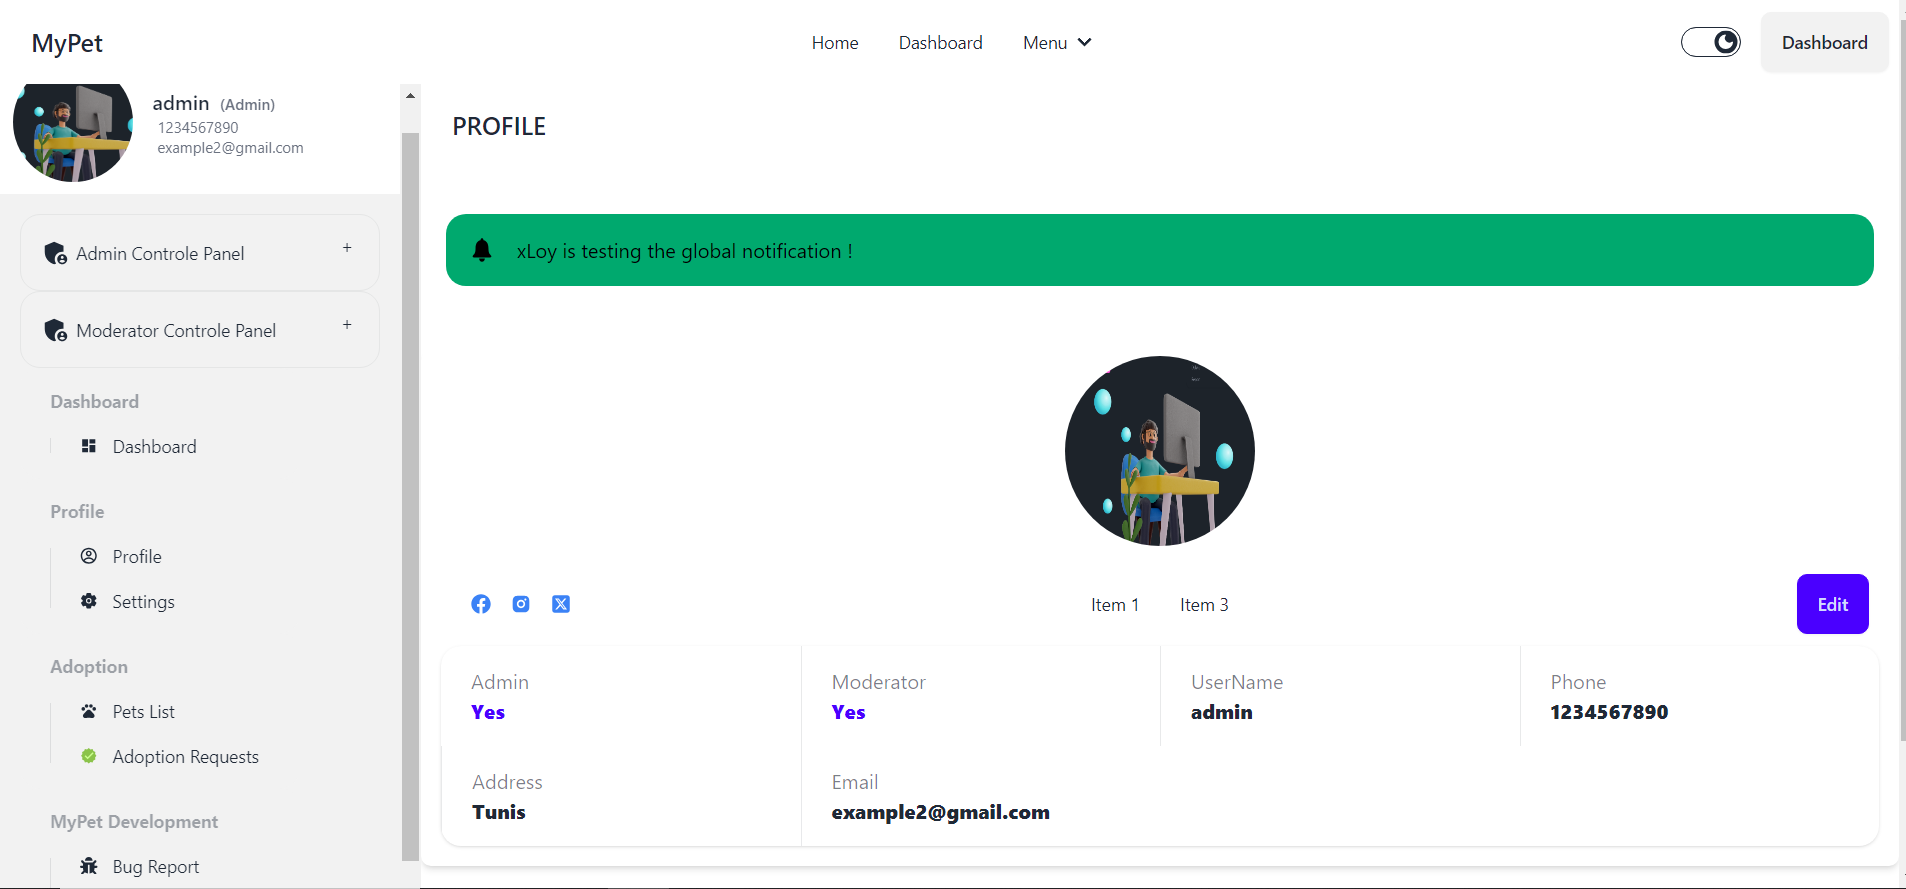 MyPet
Home
Dashboard
Menu
Dashboard
admin (Admin)
1234567890
example2@gmail.com
Admin Controle Panel
+
Moderator Controle Panel
+
Dashboard
Dashboard
Profile
Profile
Settings
Adoption
Pets List
Adoption Requests
MyPet Development
Bug Report
PROFILE
xLoy is testing the global notification !
Item 1
Item 3
Edit
Admin
Yes
Moderator
Yes
UserName
admin
Phone
1234567890
Address
Tunis
Email
example2@gmail.com